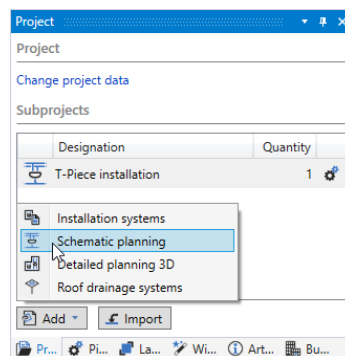 Project
Project
Change project data
Subprojects
Designation Quantity
T-Piece installation 1
Installation systems
Schematic planning
Detailed planning 3D
Roof drainage systems
Add Import
Pr... Pi... La... Wi... Art... Bu...